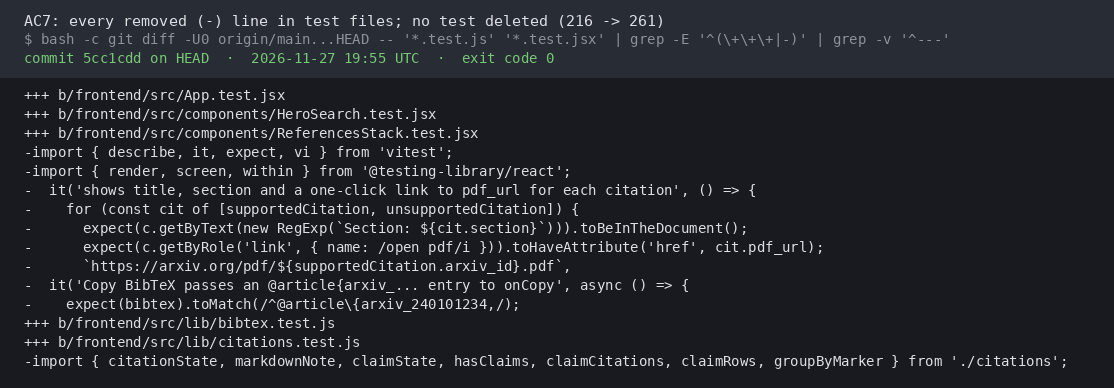 AC7: every removed (-) line in test files; no test deleted (216 -> 261)
$ bash -c git diff -U0 origin/main...HEAD -- '*.test.js' '*.test.jsx' | grep -E '^(\+\+\+|-)' | grep -v '^---'
commit 5cc1cdd on HEAD  ·  2026-11-27 19:55 UTC  ·  exit code 0
+++ b/frontend/src/App.test.jsx
+++ b/frontend/src/components/HeroSearch.test.jsx
+++ b/frontend/src/components/ReferencesStack.test.jsx
-import { describe, it, expect, vi } from 'vitest';
-import { render, screen, within } from '@testing-library/react';
-  it('shows title, section and a one-click link to pdf_url for each citation', () => {
-    for (const cit of [supportedCitation, unsupportedCitation]) {
-      expect(c.getByText(new RegExp(`Section: ${cit.section}`))).toBeInTheDocument();
-      expect(c.getByRole('link', { name: /open pdf/i })).toHaveAttribute('href', cit.pdf_url);
-      `https://arxiv.org/pdf/${supportedCitation.arxiv_id}.pdf`,
-  it('Copy BibTeX passes an @article{arxiv_... entry to onCopy', async () => {
-    expect(bibtex).toMatch(/^@article\{arxiv_240101234,/);
+++ b/frontend/src/lib/bibtex.test.js
+++ b/frontend/src/lib/citations.test.js
-import { citationState, markdownNote, claimState, hasClaims, claimCitations, claimRows, groupByMarker } from './citations';